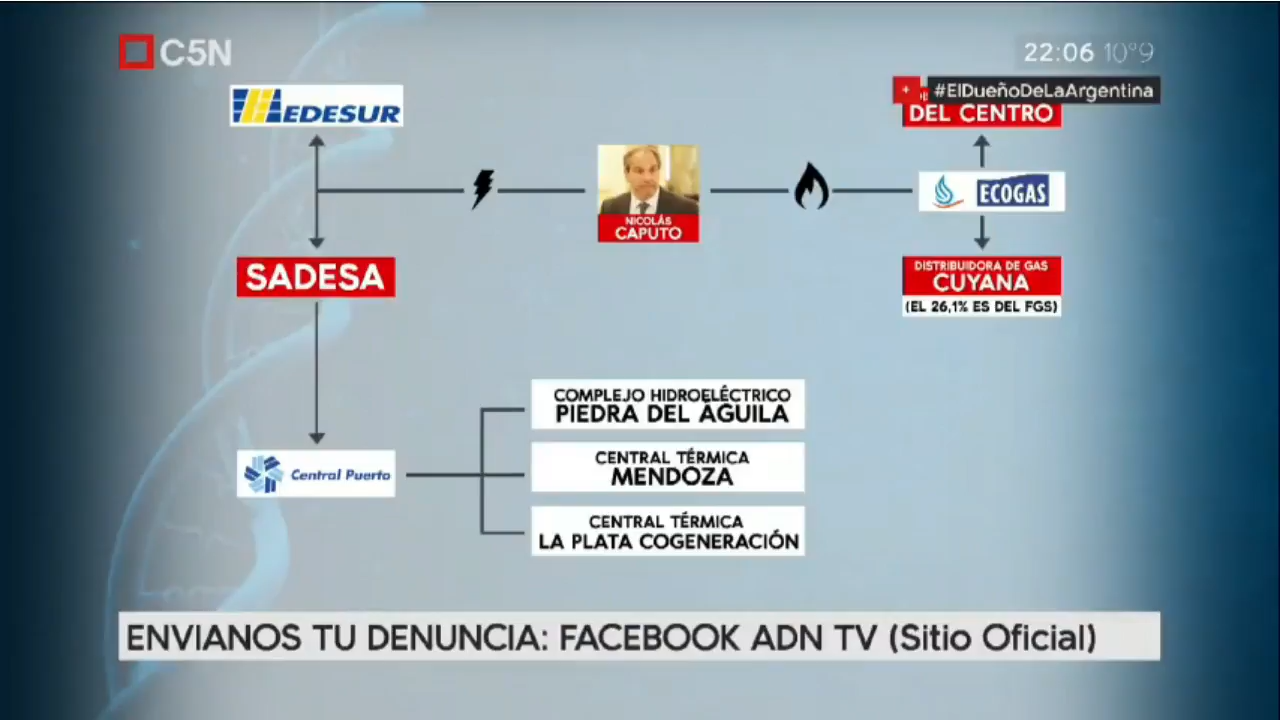 C5N
22:06 10°9
#ElDueñoDeLaArgentina
EDESUR
DEL CENTRO
NICOLÁS
CAPUTO
ECOGAS
SADESA
DISTRIBUIDORA DE GAS
CUYANA
(EL 26,1% ES DEL FGS)
COMPLEJO HIDROELÉCTRICO
PIEDRA DEL ÁGUILA
Central Puerto
CENTRAL TÉRMICA
MENDOZA
CENTRAL TÉRMICA
LA PLATA COGENERACIÓN
ENVIANOS TU DENUNCIA: FACEBOOK ADN TV (Sitio Oficial)